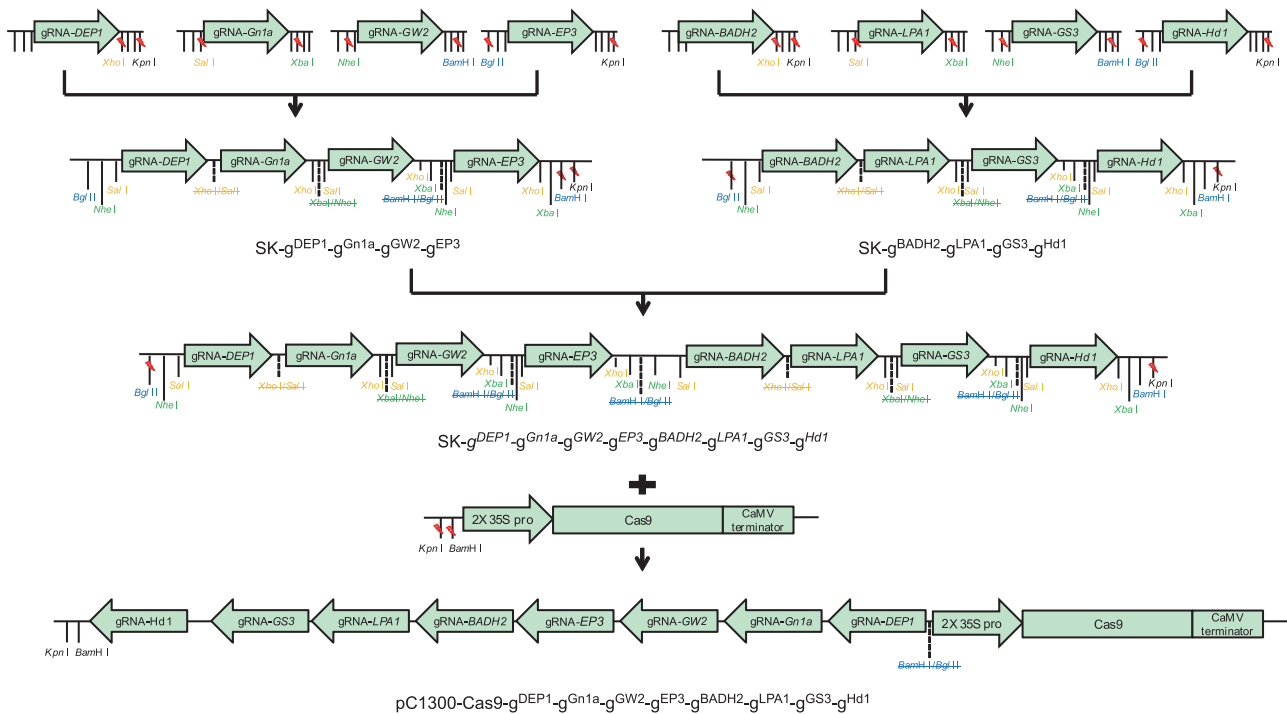 gRNA-DEP1 gRNA-Gn1a gRNA-GW2 gRNA-EP3 gRNA-BADH2 gRNA-LPA1 gRNA-GS3 gRNA-Hd1
Xho I Kpn I Sal I Xba I Nhe I BamH I Bgl II Kpn I Xho I Kpn I Sal I Xba I Nhe I BamH I Bgl II Kpn I
gRNA-DEP1 gRNA-Gn1a gRNA-GW2 gRNA-EP3 gRNA-BADH2 gRNA-LPA1 gRNA-GS3 gRNA-Hd1
Bgl II Nhe I Sal I Xho I/Sal I Xho I Xba I/Nhe I Sal I Xho I Xba I BamH I/Bgl II Nhe I Sal I Xho I Xba I BamH I Kpn I
Bgl II Nhe I Sal I Xho I/Sal I Xho I Xba I/Nhe I Sal I Xho I Xba I BamH I/Bgl II Nhe I Sal I Xho I Xba I BamH I Kpn I
SK-gDEP1-gGn1a-gGW2-gEP3
SK-gBADH2-gLPA1-gGS3-gHd1
gRNA-DEP1 gRNA-Gn1a gRNA-GW2 gRNA-EP3 gRNA-BADH2 gRNA-LPA1 gRNA-GS3 gRNA-Hd1
Bgl II Nhe I Sal I Xho I/Sal I Xho I Xba I/Nhe I Sal I Xho I Xba I BamH I/Bgl II Nhe I Sal I Xho I Xba I BamH I/Bgl II Nhe I Sal I Xho I/Sal I Xho I Xba I/Nhe I Sal I Xho I Xba I BamH I/Bgl II Nhe I Sal I Xho I Xba I BamH I Kpn I
SK-gDEP1-gGn1a-gGW2-gEP3-gBADH2-gLPA1-gGS3-gHd1
2X 35S pro Cas9 CaMV terminator
Kpn I BamH I
gRNA-Hd1 gRNA-GS3 gRNA-LPA1 gRNA-BADH2 gRNA-EP3 gRNA-GW2 gRNA-Gn1a gRNA-DEP1 2X 35S pro Cas9 CaMV terminator
Kpn I BamH I BamH I/Bgl II
pC1300-Cas9-gDEP1-gGn1a-gGW2-gEP3-gBADH2-gLPA1-gGS3-gHd1